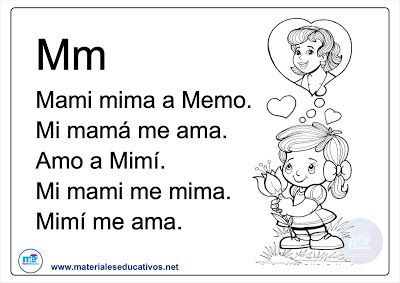 Mm
Mami mima a Memo.
Mi mamá me ama.
Amo a Mimí.
Mi mami me mima.
Mimí me ama.
www.materialeseducativos.net